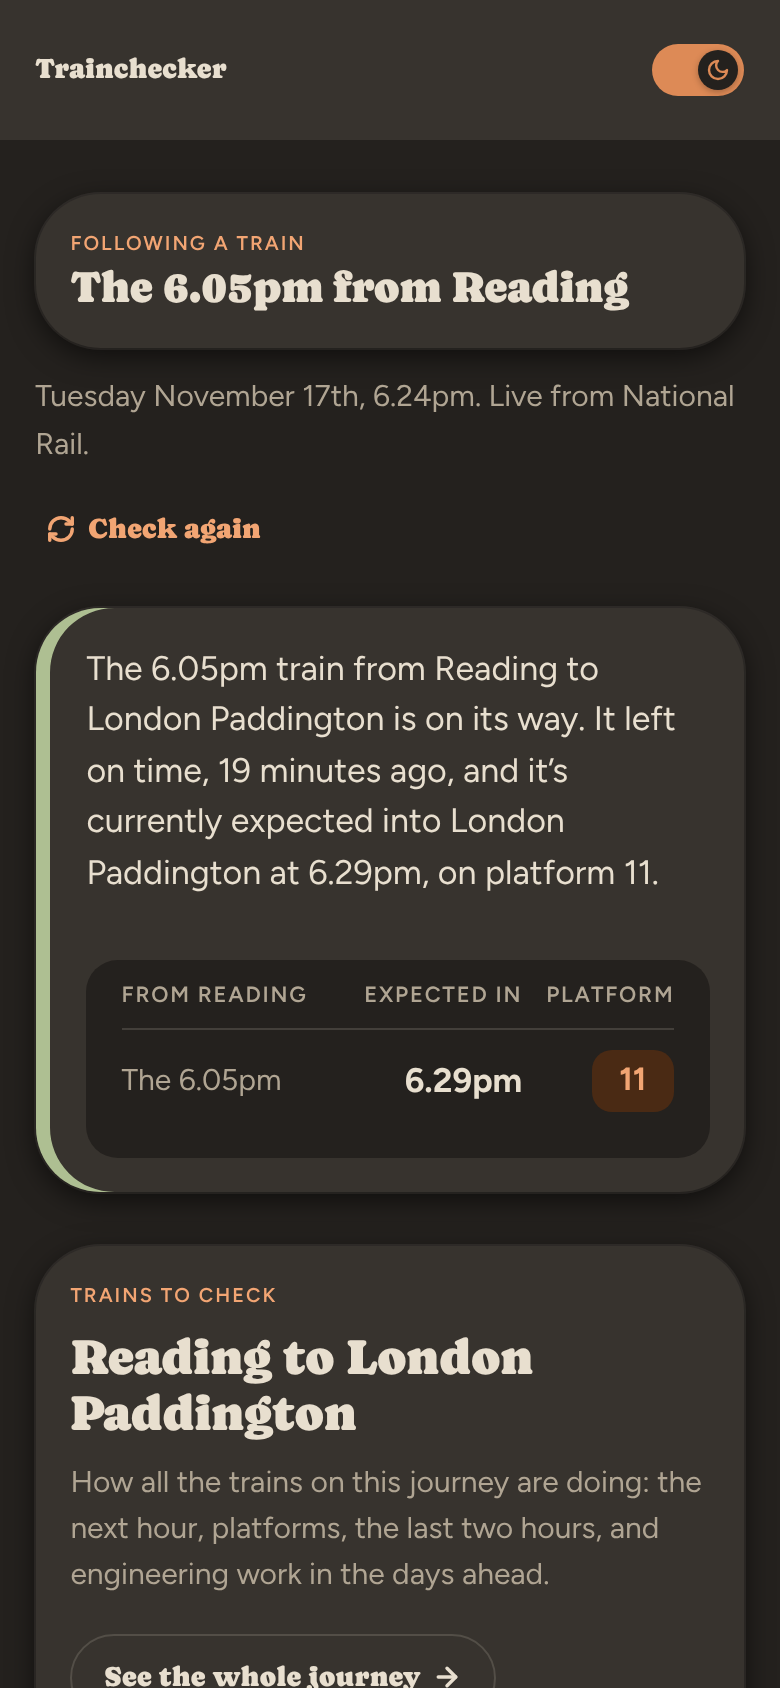 Trainchecker
FOLLOWING A TRAIN
The 6.05pm from Reading
Tuesday November 17th, 6.24pm. Live from National
Rail.
Check again
The 6.05pm train from Reading to
London Paddington is on its way. It left
on time, 19 minutes ago, and it’s
currently expected into London
Paddington at 6.29pm, on platform 11.
FROM READING EXPECTED IN PLATFORM
The 6.05pm 6.29pm 11
TRAINS TO CHECK
Reading to London
Paddington
How all the trains on this journey are doing: the
next hour, platforms, the last two hours, and
engineering work in the days ahead.
See the whole journey →